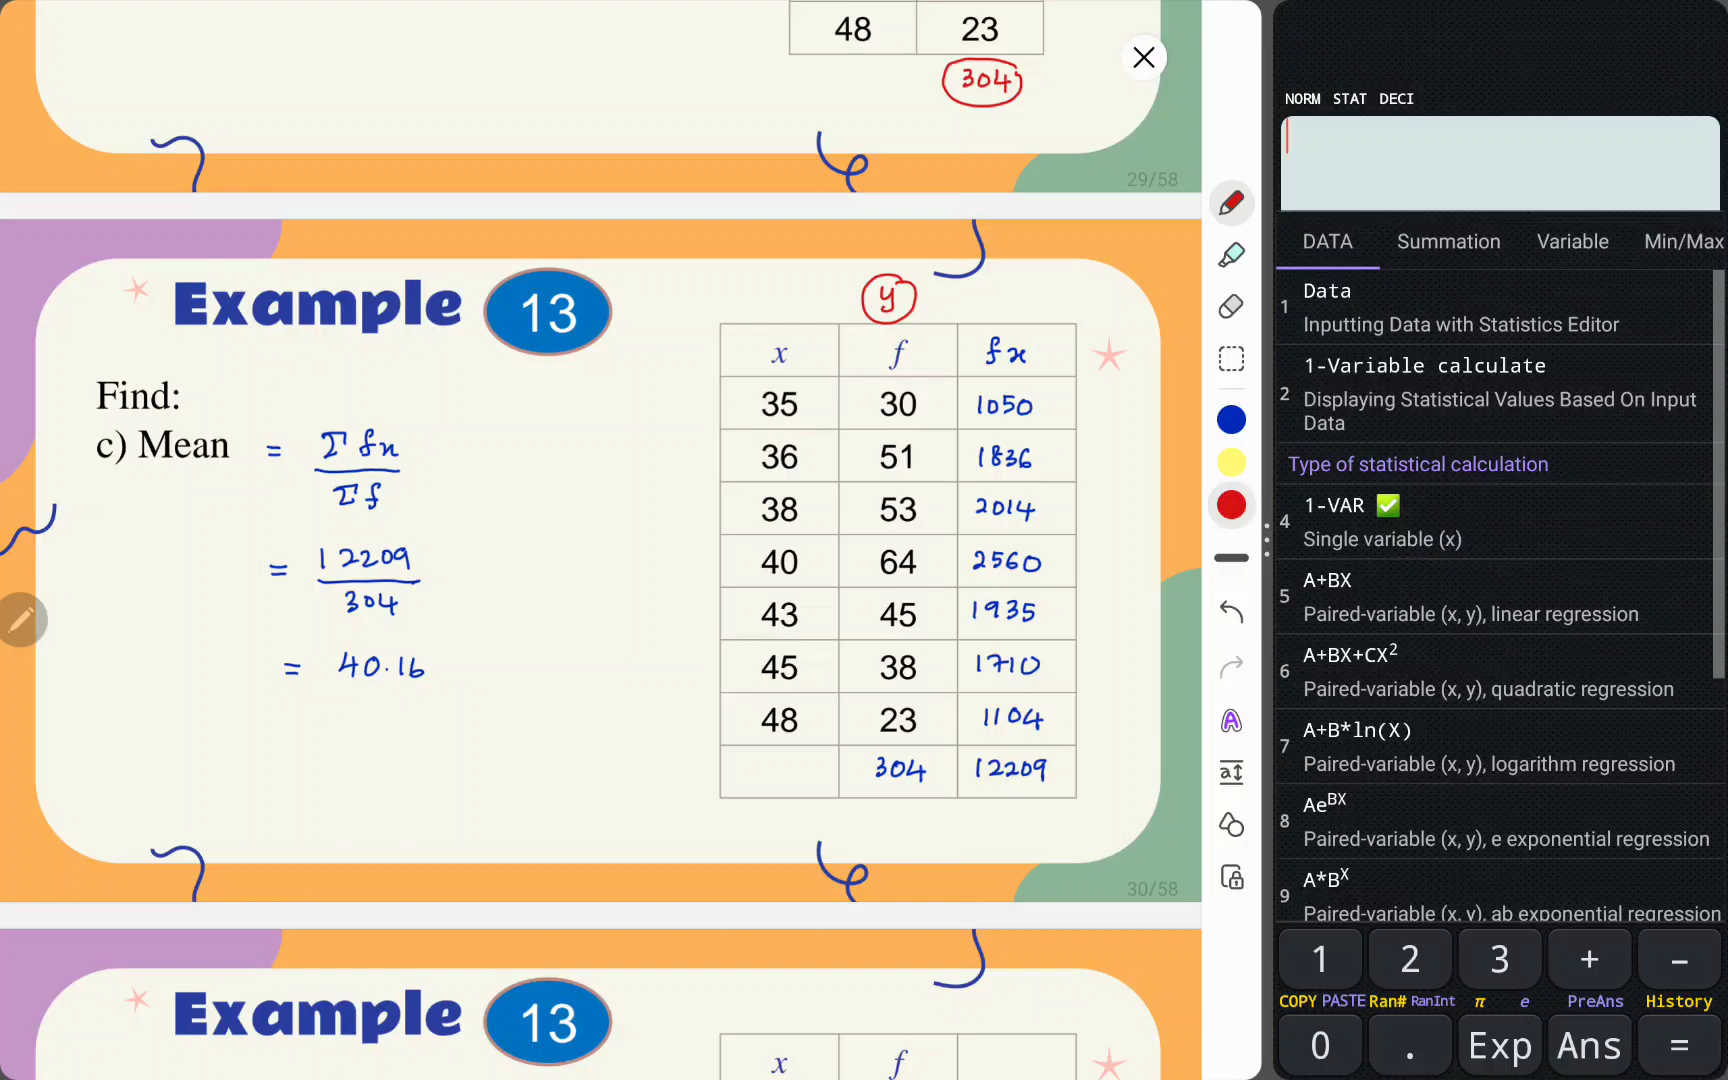 48 23
304
29/58
Example 13
y
Find:
c) Mean = Σfx / Σf
= 12209 / 304
= 40.16
x f fx
35 30 1050
36 51 1836
38 53 2014
40 64 2560
43 45 1935
45 38 1710
48 23 1104
304 12209
30/58
Example 13
x f
A
a
NORM STAT DECI
DATA Summation Variable Min/Max
1 Data
Inputting Data with Statistics Editor
2 1-Variable calculate
Displaying Statistical Values Based On Input
Data
Type of statistical calculation
4 1-VAR ✅
Single variable (x)
5 A+BX
Paired-variable (x, y), linear regression
6 A+BX+CX²
Paired-variable (x, y), quadratic regression
7 A+B*ln(X)
Paired-variable (x, y), logarithm regression
8 Ae^BX
Paired-variable (x, y), e exponential regression
9 A*B^X
Paired-variable (x, y), ab exponential regression
1 2 3 + −
COPY PASTE Ran# RanInt π e PreAns History
0 . Exp Ans =